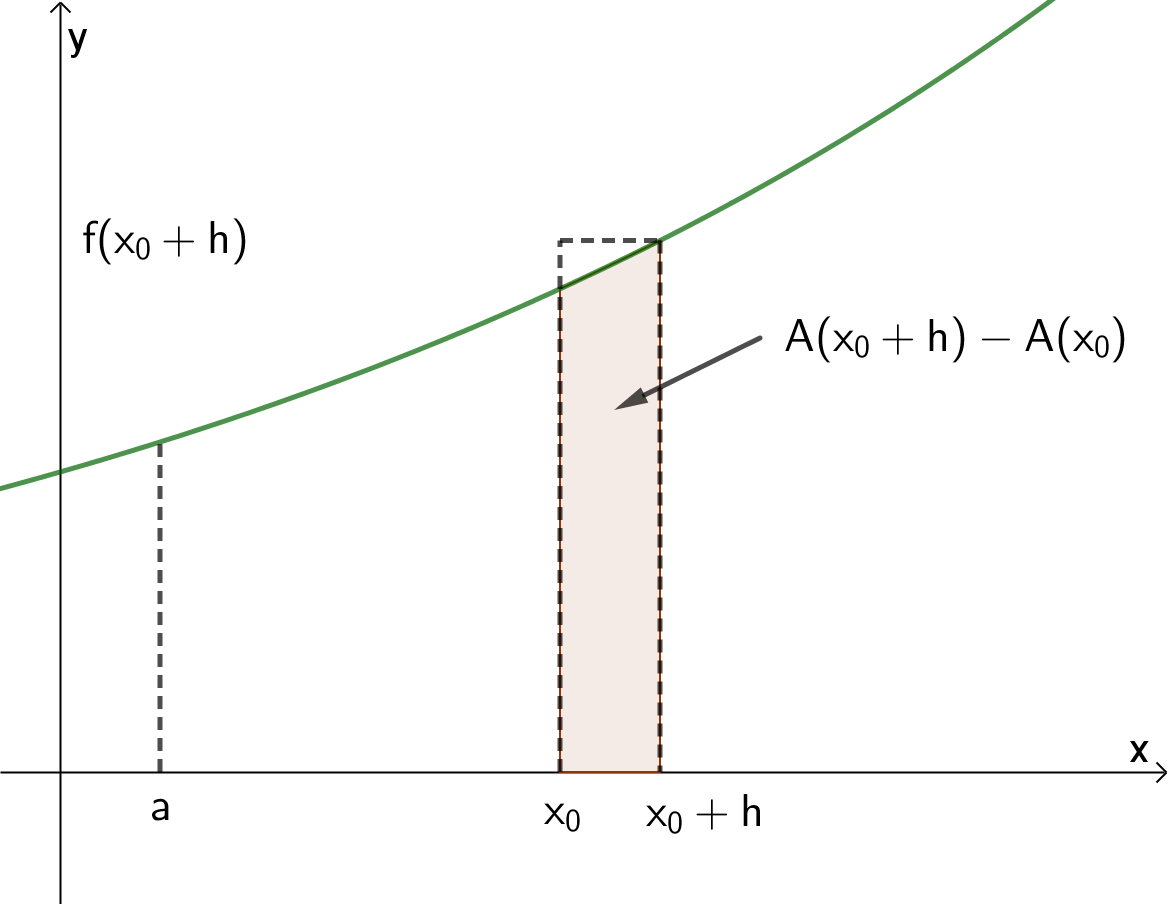 y
f(x₀ + h)
A(x₀ + h) − A(x₀)
x
a
x₀
x₀ + h